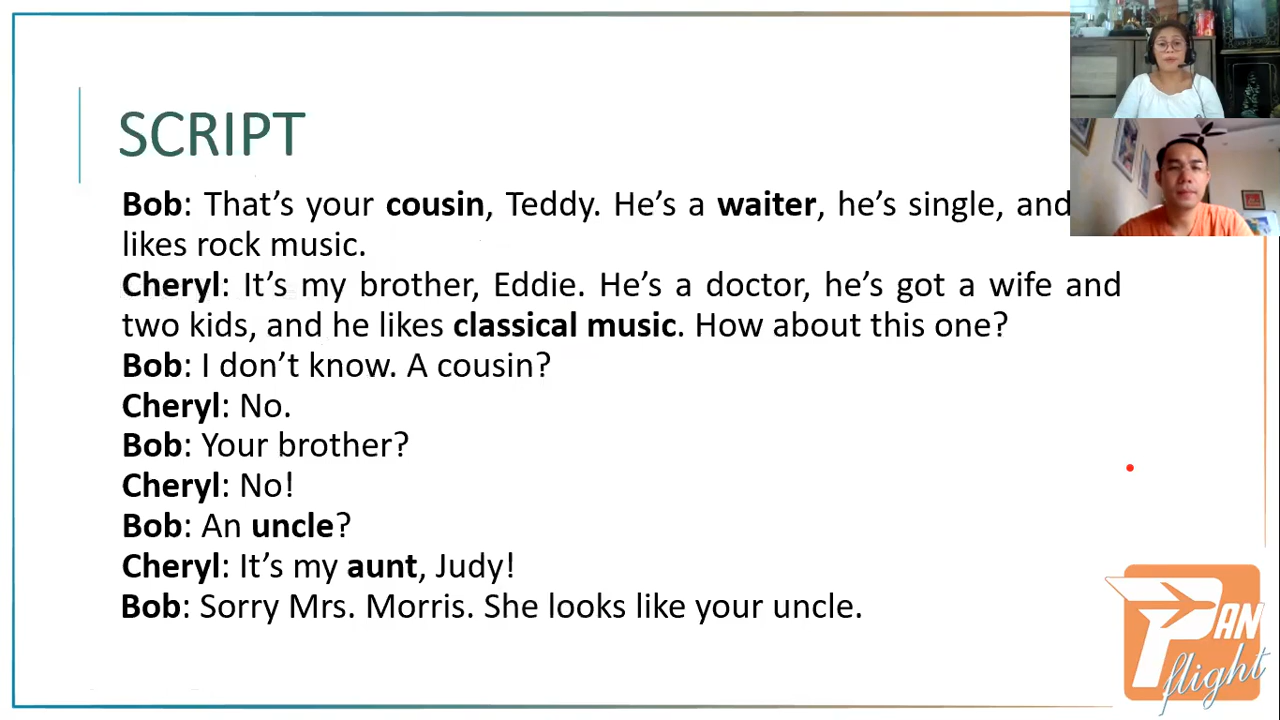 SCRIPT
Bob: That’s your cousin, Teddy. He’s a waiter, he’s single, and
likes rock music.
Cheryl: It’s my brother, Eddie. He’s a doctor, he’s got a wife and
two kids, and he likes classical music. How about this one?
Bob: I don’t know. A cousin?
Cheryl: No.
Bob: Your brother?
Cheryl: No!
Bob: An uncle?
Cheryl: It’s my aunt, Judy!
Bob: Sorry Mrs. Morris. She looks like your uncle.
PAN
flight